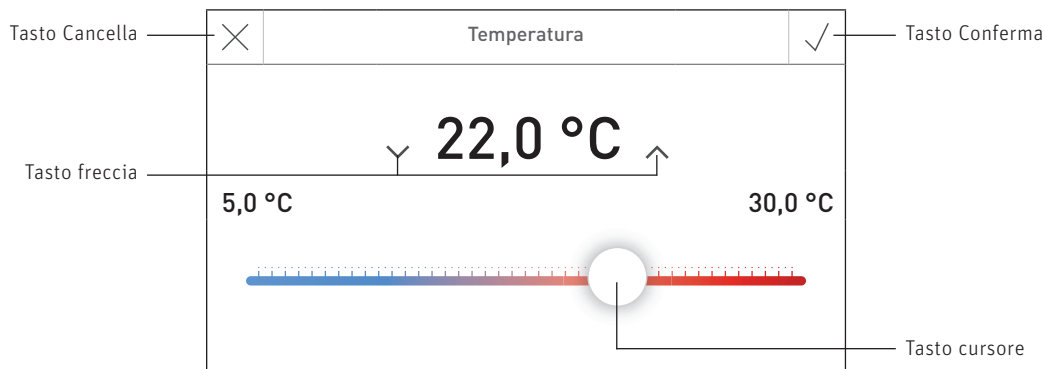 Tasto Cancella
Temperatura
Tasto Conferma
22,0 °C
Tasto freccia
5,0 °C
30,0 °C
Tasto cursore